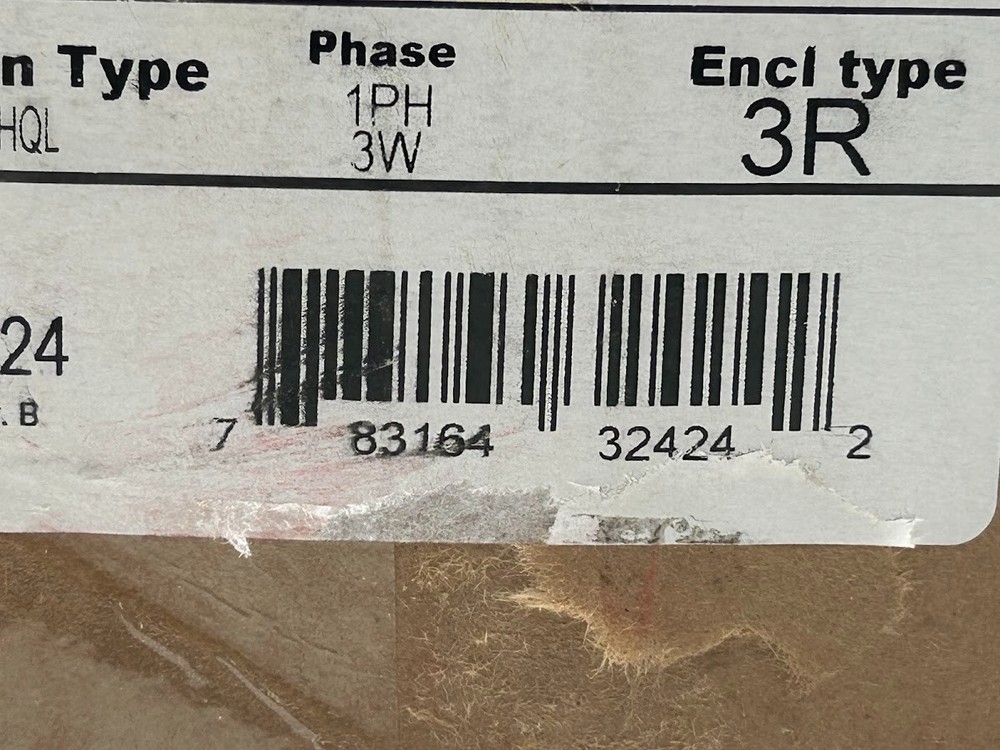 n Type Phase Encl type
HQL 1PH 3R
3W
24
. B
7 83164 32424 2